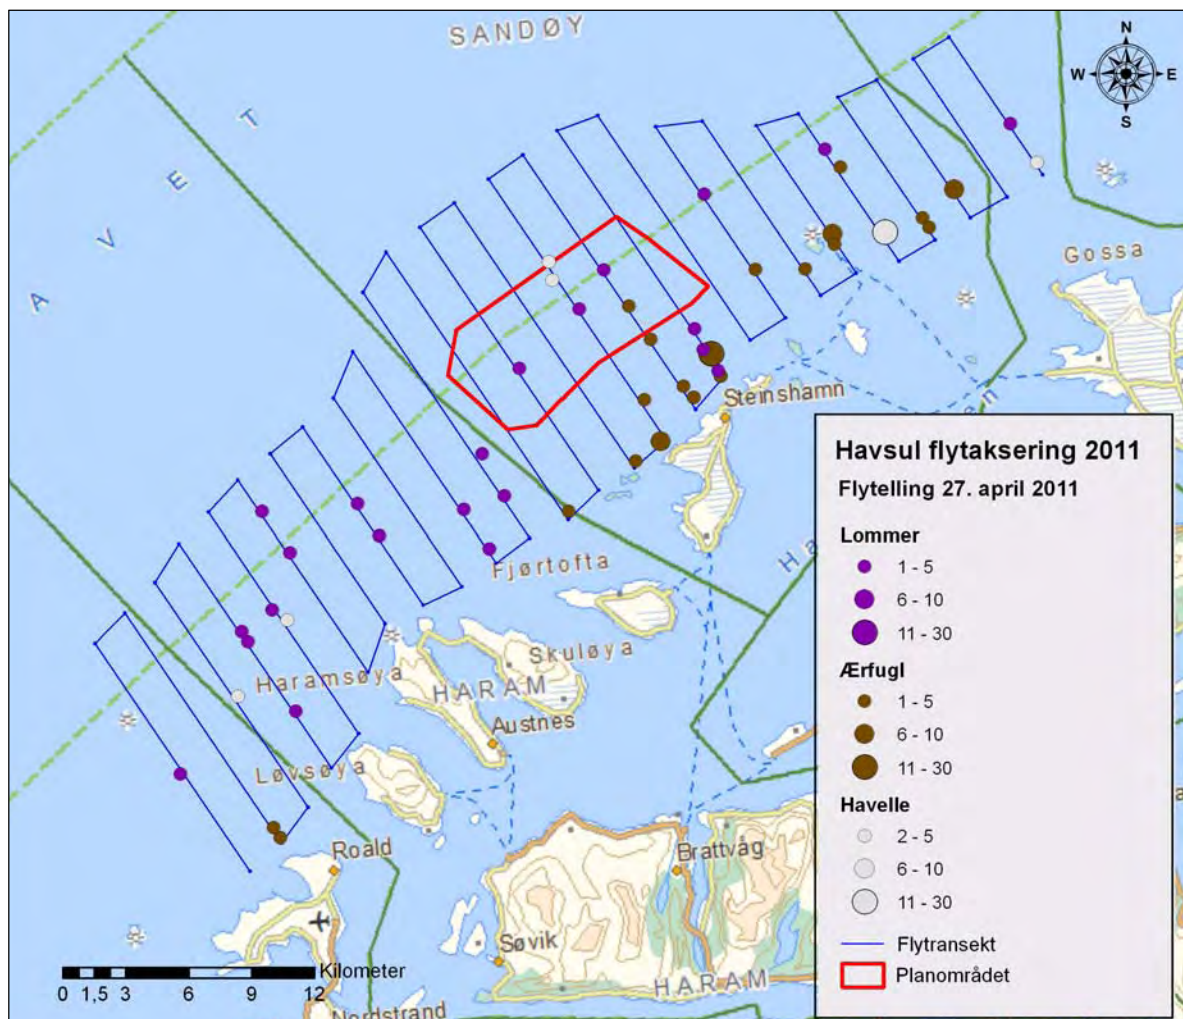 SANDØY
N
W E
S
AVET
Gossa
Steinshamn
Havsul flytaksering 2011
Flytelling 27. april 2011
Lommer
1 - 5
6 - 10
11 - 30
Ærfugl
1 - 5
6 - 10
11 - 30
Havelle
2 - 5
6 - 10
11 - 30
Flytransekt
Planområdet
Fjørtofta
Skuløya
Haramsøya
HARAM
Austnes
Løvsøya
Roald
Brattvåg
Søvik
HARAM
Kilometer
0 1,5 3 6 9 12
Nordstrand